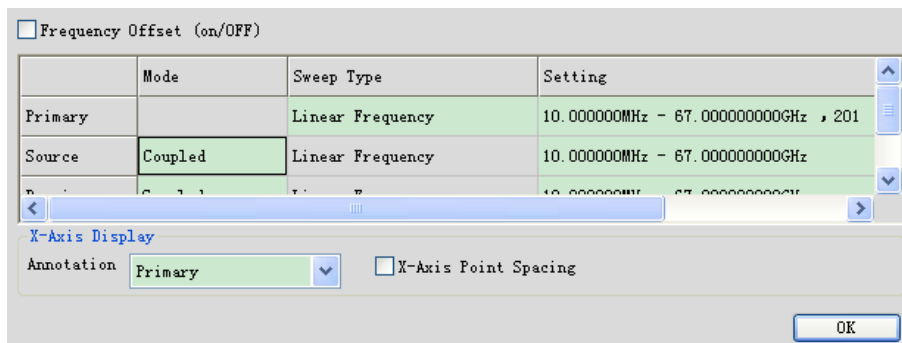 Frequency Offset (on/OFF)
Mode Sweep Type Setting
Primary Linear Frequency 10.000000MHz - 67.000000000GHz , 201
Source Coupled Linear Frequency 10.000000MHz - 67.000000000GHz
X-Axis Display
Annotation Primary X-Axis Point Spacing
OK